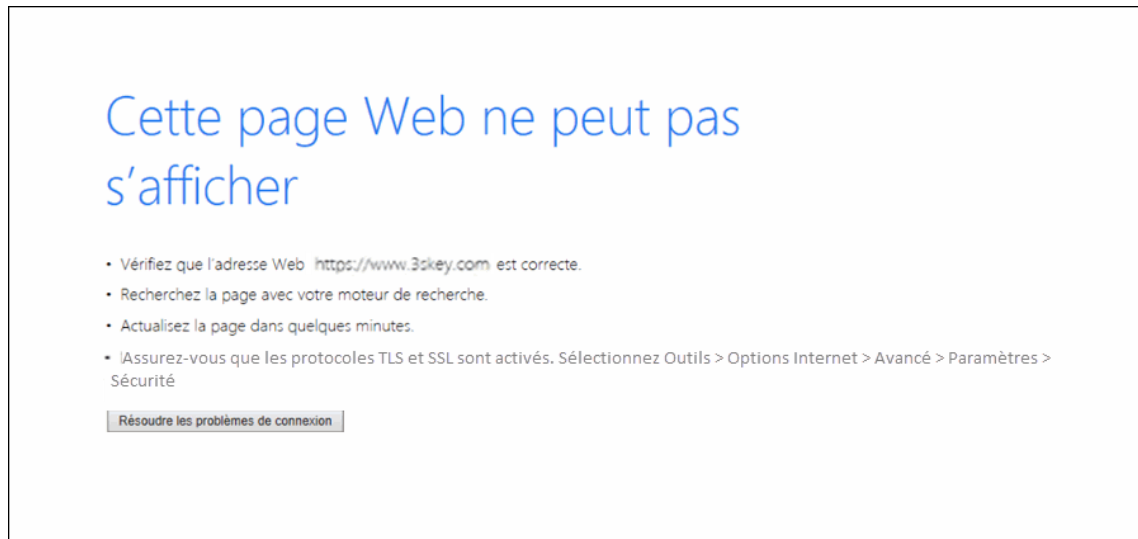 Cette page Web ne peut pas
s'afficher
• Vérifiez que l'adresse Web https://www.3skey.com est correcte.
• Recherchez la page avec votre moteur de recherche.
• Actualisez la page dans quelques minutes.
• Assurez-vous que les protocoles TLS et SSL sont activés. Sélectionnez Outils > Options Internet > Avancé > Paramètres >
Sécurité
Résoudre les problèmes de connexion